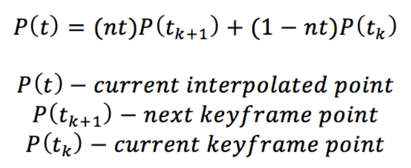 P(t) = (nt)P(t_{k+1}) + (1 − nt)P(t_k)
P(t) − current interpolated point
P(t_{k+1}) − next keyframe point
P(t_k) − current keyframe point